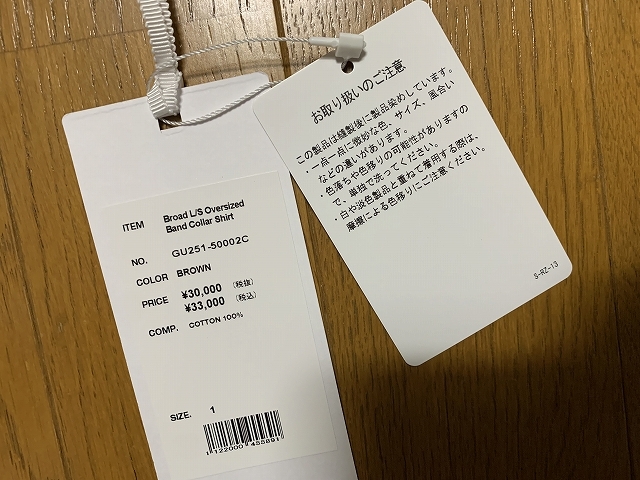 ITEM Broad L/S Oversized
Band Collar Shirt
NO. GU251-50002C
COLOR BROWN
PRICE ¥30,000 (税抜)
¥33,000 (税込)
COMP. COTTON 100%
SIZE. 1
お取り扱いのご注意
この製品は縫製後に製品染めしています。
・一点一点に微妙な色、サイズ、風合い
などの違いがあります。
・色落ちや色移りの可能性がありますの
で、単独で洗ってください。
・白や淡色製品と重ねて着用する際は、
摩擦による色移りにご注意ください。
S-RZ-13